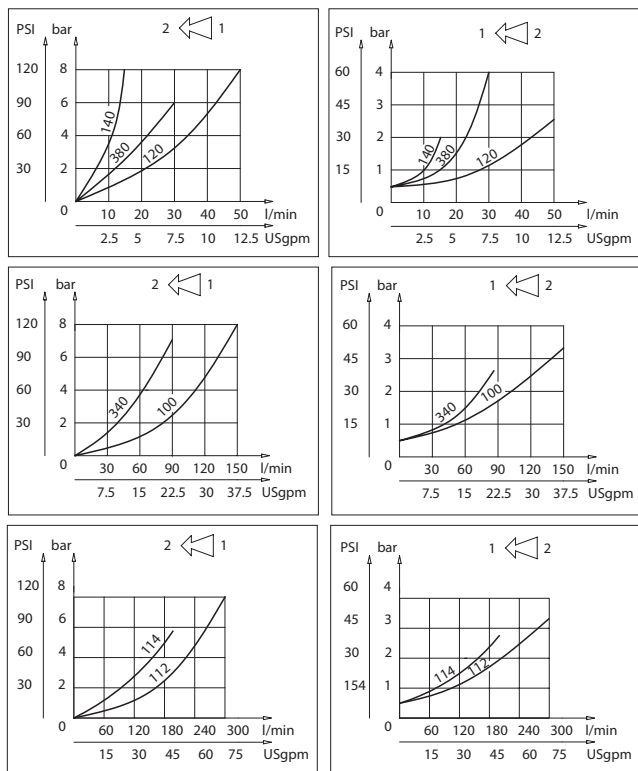 PSI bar 2 1
120 8
90 6
60 4
30 2
0
140 380 120
10 20 30 40 50 l/min
2.5 5 7.5 10 12.5 USgpm
PSI bar 1 2
60 4
45 3
30 2
15 1
0
140 380 120
10 20 30 40 50 l/min
2.5 5 7.5 10 12.5 USgpm
PSI bar 2 1
120 8
90 6
60 4
30 2
0
340 100
30 60 90 120 150 l/min
7.5 15 22.5 30 37.5 USgpm
PSI bar 1 2
60 4
45 3
30 2
15 1
0
340 100
30 60 90 120 150 l/min
7.5 15 22.5 30 37.5 USgpm
PSI bar 2 1
120 8
90 6
60 4
30 2
0
114 112
60 120 180 240 300 l/min
15 30 45 60 75 USgpm
PSI bar 1 2
60 4
45 3
30 2
154 1
0
114 112
60 120 180 240 300 l/min
15 30 45 60 75 USgpm